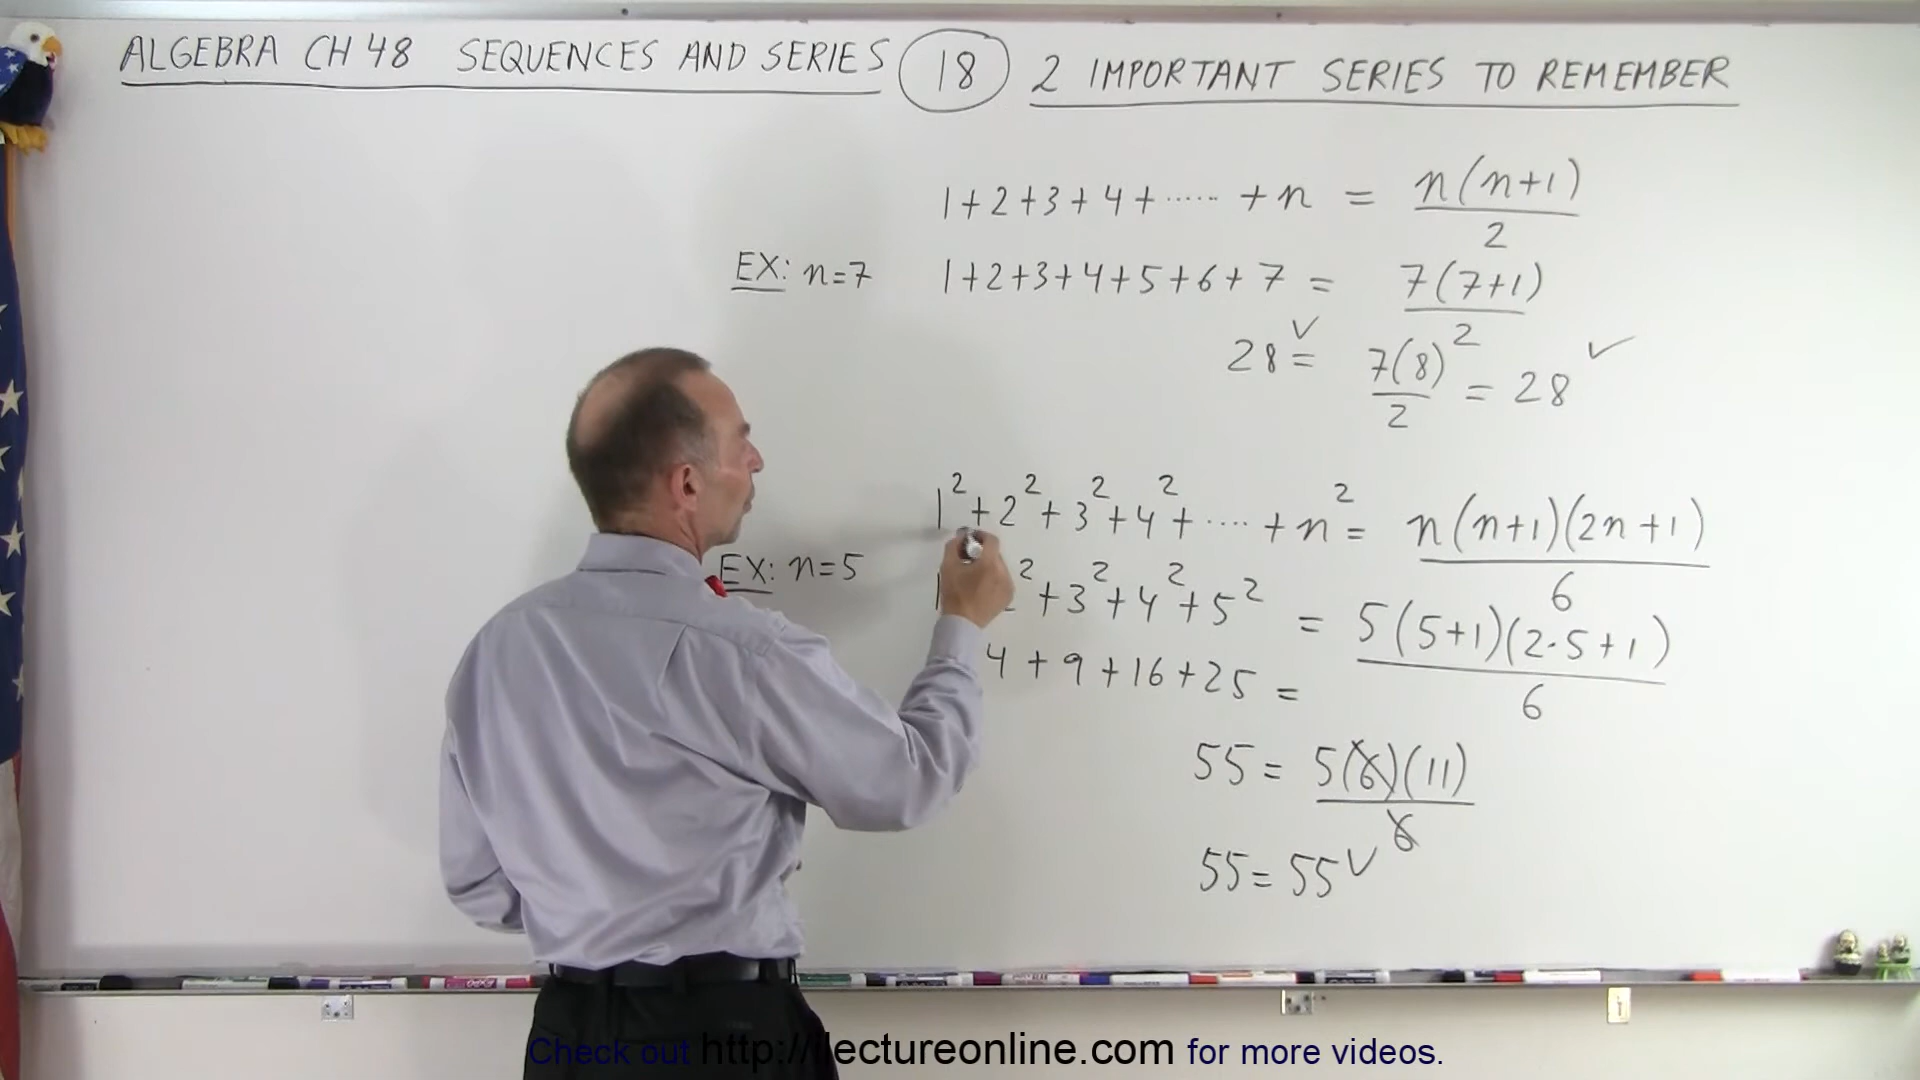 ALGEBRA CH 48 SEQUENCES AND SERIES 18 2 IMPORTANT SERIES TO REMEMBER
1+2+3+4+······+n = n(n+1)/2
EX: n=7 1+2+3+4+5+6+7 = 7(7+1)/2
28 = 7(8)/2 = 28 ✓
1²+2²+3²+4²+····+n² = n(n+1)(2n+1)/6
EX: n=5 1 2²+3²+4²+5² = 5(5+1)(2·5+1)/6
4+9+16+25 =
55 = 5(6)(11)/6
55 = 55 ✓
Check out http://ilectureonline.com for more videos.